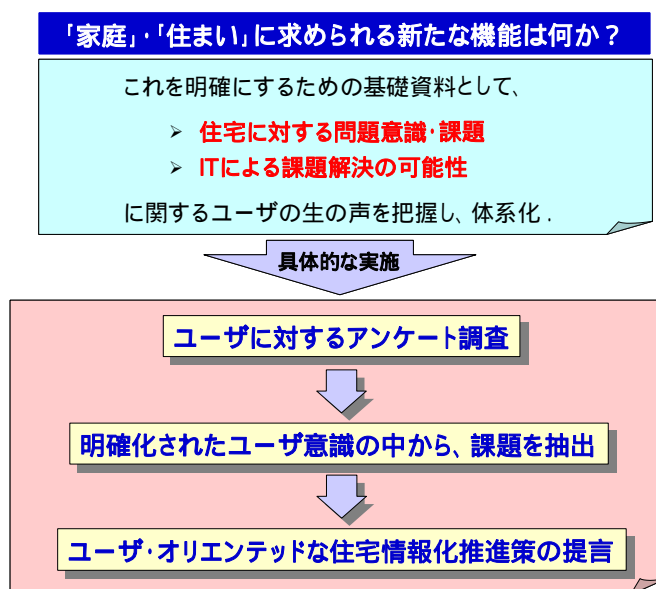 「家庭」・「住まい」に求められる新たな機能は何か？
これを明確にするための基礎資料として、
➢ 住宅に対する問題意識・課題
➢ ITによる課題解決の可能性
に関するユーザの生の声を把握し、体系化．
具体的な実施
ユーザに対するアンケート調査
明確化されたユーザ意識の中から、課題を抽出
ユーザ・オリエンテッドな住宅情報化推進策の提言